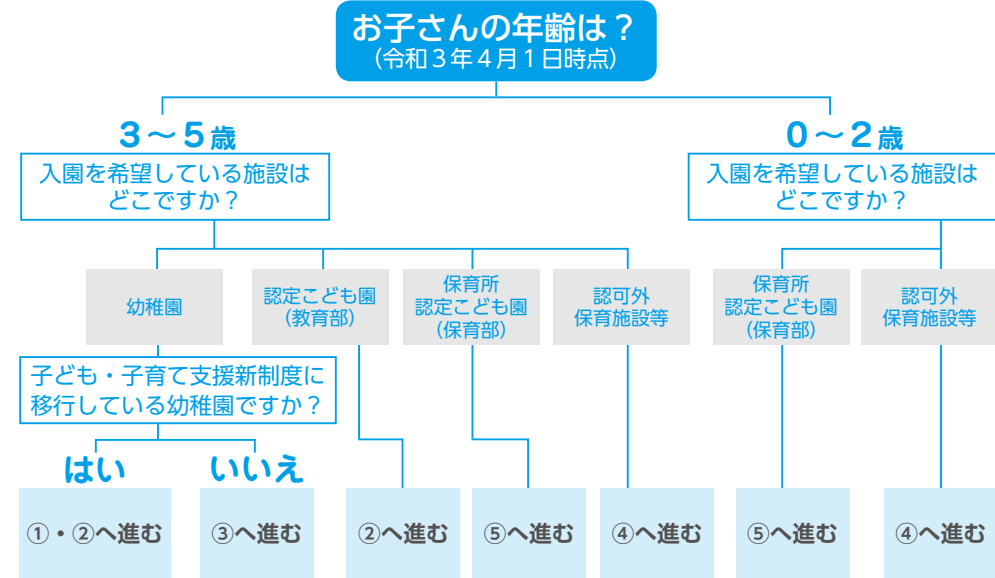 お子さんの年齢は？
（令和３年４月１日時点）
３～５歳
０～２歳
入園を希望している施設は
どこですか？
入園を希望している施設は
どこですか？
幼稚園
認定こども園
（教育部）
保育所
認定こども園
（保育部）
認可外
保育施設等
保育所
認定こども園
（保育部）
認可外
保育施設等
子ども・子育て支援新制度に
移行している幼稚園ですか？
はい
いいえ
①・②へ進む
③へ進む
②へ進む
⑤へ進む
④へ進む
⑤へ進む
④へ進む